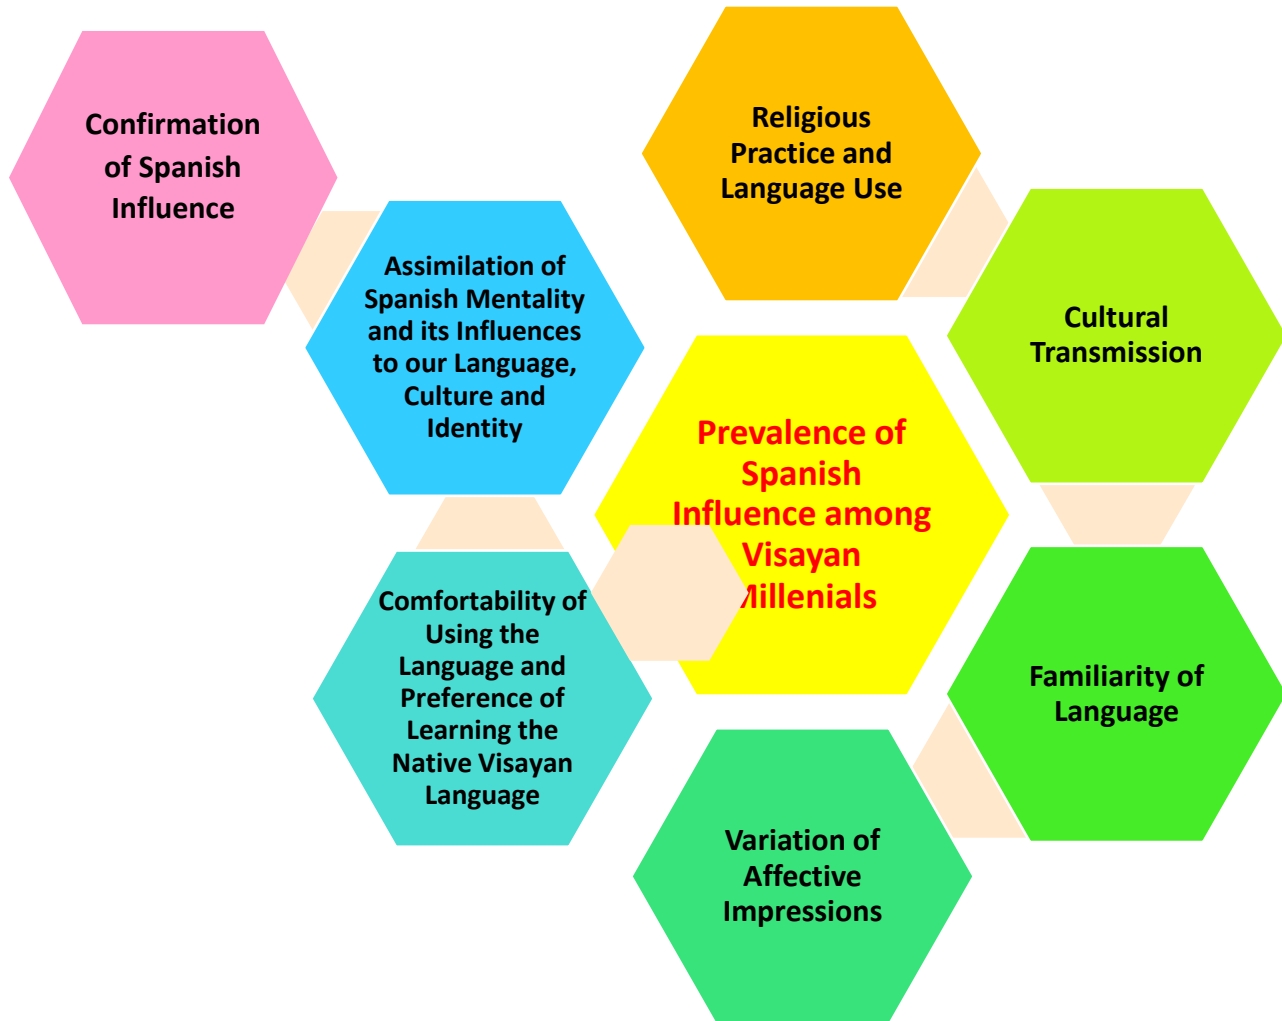 Confirmation
of Spanish
Influence
Religious
Practice and
Language Use
Assimilation of
Spanish Mentality
and its Influences
to our Language,
Culture and
Identity
Cultural
Transmission
Prevalence of
Spanish
Influence among
Visayan
Millenials
Comfortability of
Using the
Language and
Preference of
Learning the
Native Visayan
Language
Familiarity of
Language
Variation of
Affective
Impressions